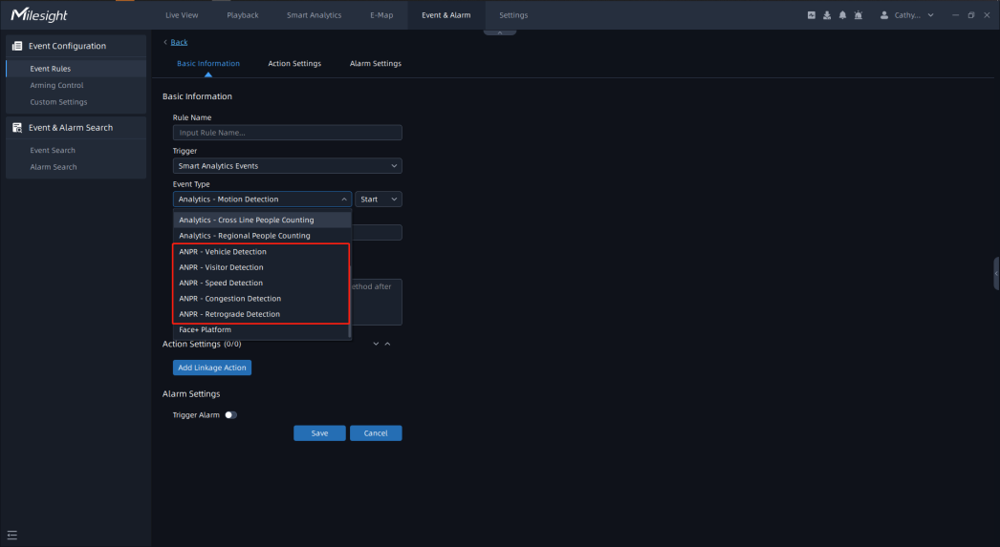 Milesight
Live View Playback Smart Analytics E-Map Event & Alarm Settings Cathy...
Event Configuration
Event Rules
Arming Control
Custom Settings
Event & Alarm Search
Event Search
Alarm Search
Back
Basic Information Action Settings Alarm Settings
Basic Information
Rule Name
Input Rule Name...
Trigger
Smart Analytics Events
Event Type
Analytics - Motion Detection Start
Analytics - Cross Line People Counting
Analytics - Regional People Counting
ANPR - Vehicle Detection
ANPR - Visitor Detection
ANPR - Speed Detection
ethod after
ANPR - Congestion Detection
ANPR - Retrograde Detection
Face+ Platform
Action Settings (0/0)
Add Linkage Action
Alarm Settings
Trigger Alarm
Save Cancel